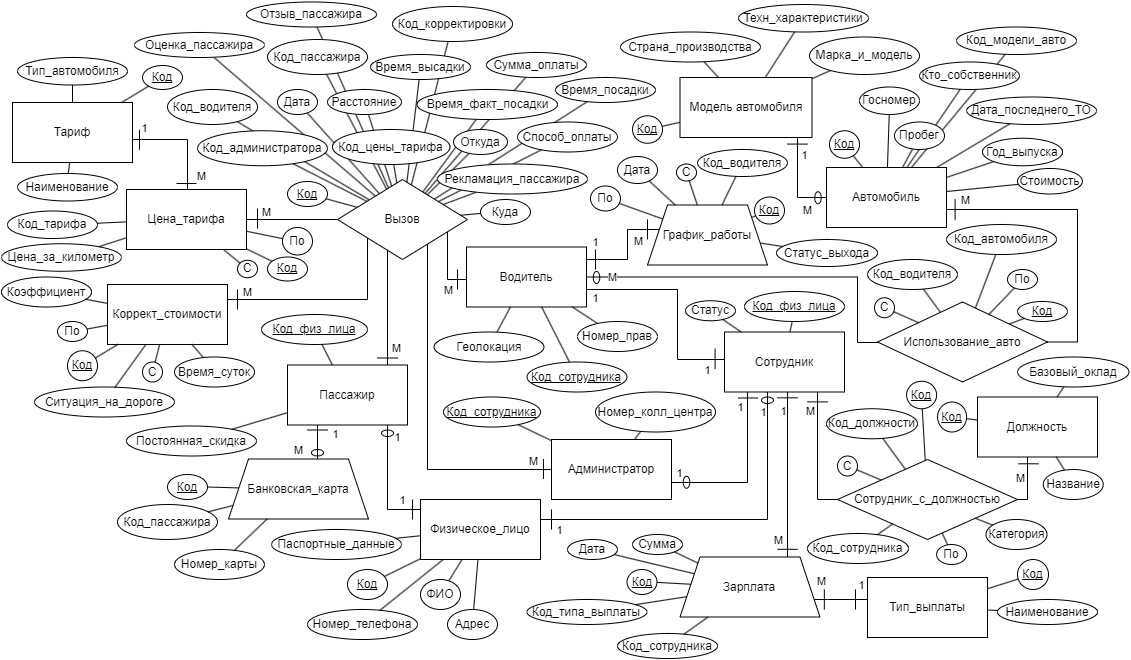 Отзыв_пассажира
Код_корректировки
Техн_характеристики
Оценка_пассажира
Код_пассажира
Время_высадки
Сумма_оплаты
Страна_производства
Марка_и_модель
Код_модели_авто
Тип_автомобиля
Код
Код_водителя
Дата
Расстояние
Время_факт_посадки
Время_посадки
Модель автомобиля
Госномер
Кто_собственник
Дата_последнего_ТО
Тариф
1
Код_администратора
Код_цены_тарифа
Откуда
Способ_оплаты
Код
1
Код
Пробег
Год_выпуска
Наименование
М
Код
Рекламация_пассажира
Дата
С
Код_водителя
М
Автомобиль
Стоимость
М
Код_тарифа
Цена_тарифа
М
Вызов
Куда
По
Код
График_работы
М
Цена_за_километр
С
По
Код
М
Водитель
1
М
М
1
Статус_выхода
Код_автомобиля
Код_водителя
По
Коэффициент
По
Код
Коррект_стоимости
М
С
Время_суток
Ситуация_на_дороге
Код_физ_лица
М
Геолокация
Номер_прав
Код_сотрудника
Статус
Код_физ_лица
1
Сотрудник
С
Код
Использование_авто
Пассажир
1
1
Постоянная_скидка
М
Код_сотрудника
Номер_колл_центра
1
1
1
М
Код
Базовый_оклад
Код_должности
Код
Должность
М
Название
Код
Банковская_карта
Код_пассажира
Номер_карты
М
Администратор
1
С
Сотрудник_с_должностью
Категория
Код_сотрудника
По
1
Физическое_лицо
1
Паспортные_данные
Код
Номер_телефона
ФИО
Адрес
М
Дата
Сумма
Код
Код_типа_выплаты
Код_сотрудника
Зарплата
М
1
Тип_выплаты
Код
Наименование